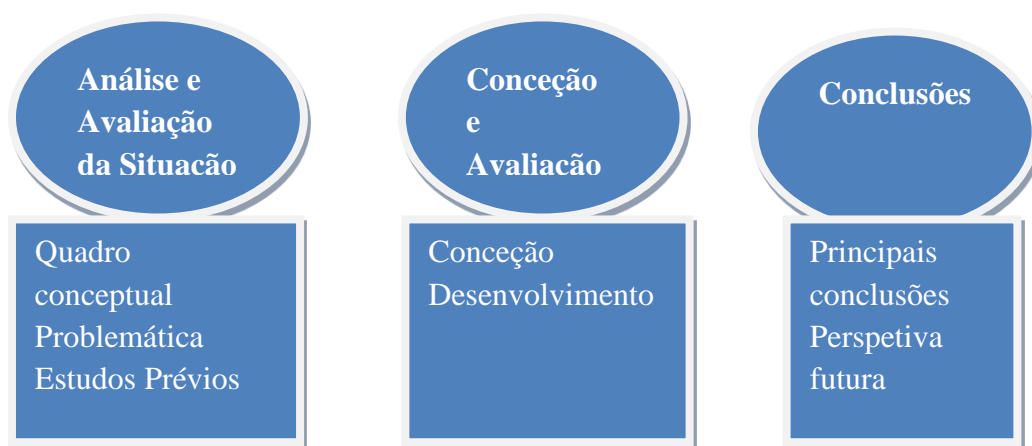 Análise e
Avaliação
da Situacão
Quadro
conceptual
Problemática
Estudos Prévios
Conceção
e
Avaliacão
Conceção
Desenvolvimento
Conclusões
Principais
conclusões
Perspetiva
futura